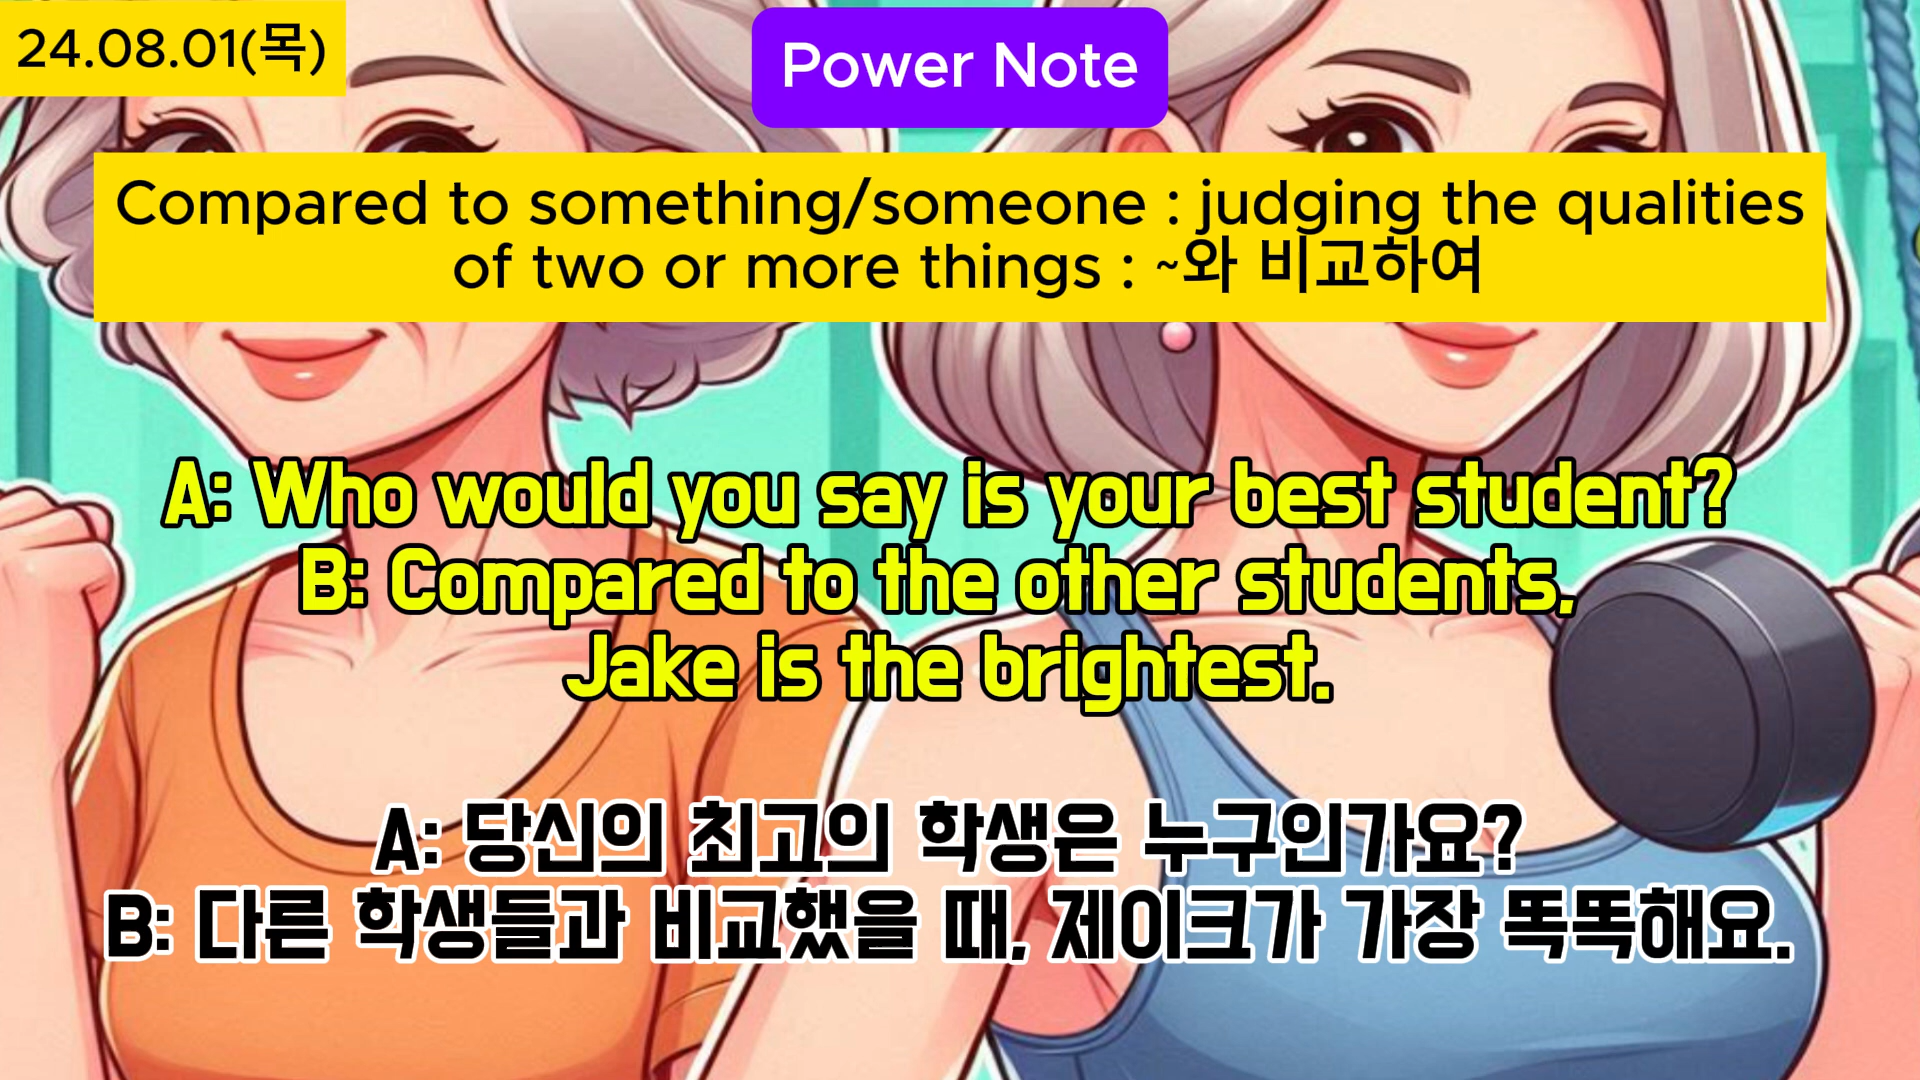 24.08.01(목)
Power Note
Compared to something/someone : judging the qualities
of two or more things : ~와 비교하여
A: Who would you say is your best student?
B: Compared to the other students,
Jake is the brightest.
A: 당신의 최고의 학생은 누구인가요?
B: 다른 학생들과 비교했을 때, 제이크가 가장 똑똑해요.